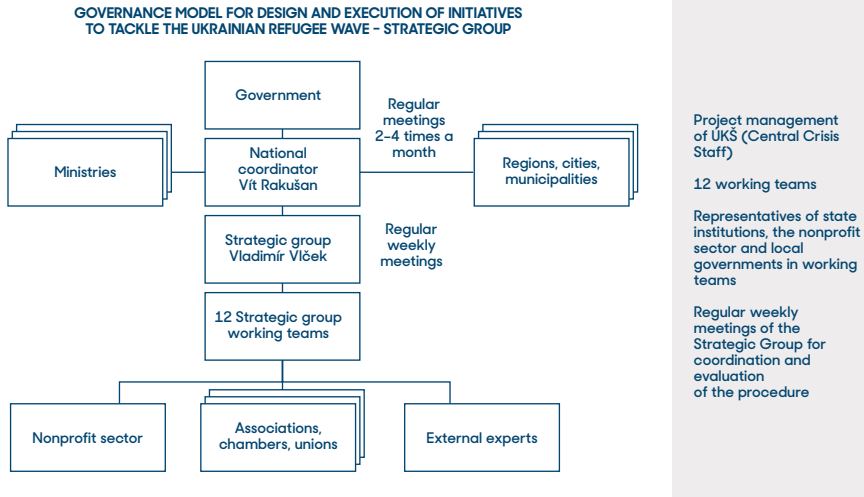 GOVERNANCE MODEL FOR DESIGN AND EXECUTION OF INITIATIVES
TO TACKLE THE UKRAINIAN REFUGEE WAVE – STRATEGIC GROUP
Government
Regular
meetings
2–4 times a
month
Ministries
National
coordinator
Vít Rakušan
Regions, cities,
municipalities
Strategic group
Vladimír Vlček
Regular
weekly
meetings
12 Strategic group
working teams
Nonprofit sector
Associations,
chambers, unions
External experts
Project management
of ÚKŠ (Central Crisis
Staff)
12 working teams
Representatives of state
institutions, the nonprofit
sector and local
governments in working
teams
Regular weekly
meetings of the
Strategic Group for
coordination and
evaluation
of the procedure